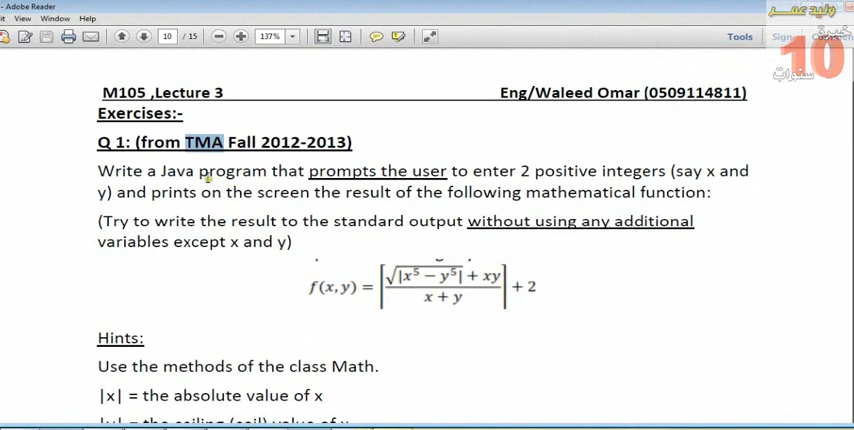 - Adobe Reader
it View Window Help
10 / 15 137% Tools Sign
وليد عمر
خبرة
10
سنوات
M105 ,Lecture 3 Eng/Waleed Omar (0509114811)
Exercises:-
Q 1: (from TMA Fall 2012-2013)
Write a Java program that prompts the user to enter 2 positive integers (say x and
y) and prints on the screen the result of the following mathematical function:
(Try to write the result to the standard output without using any additional
variables except x and y)
f(x, y) = ⌈(√|x⁵ − y⁵| + xy) / (x + y)⌉ + 2
Hints:
Use the methods of the class Math.
|x| = the absolute value of x